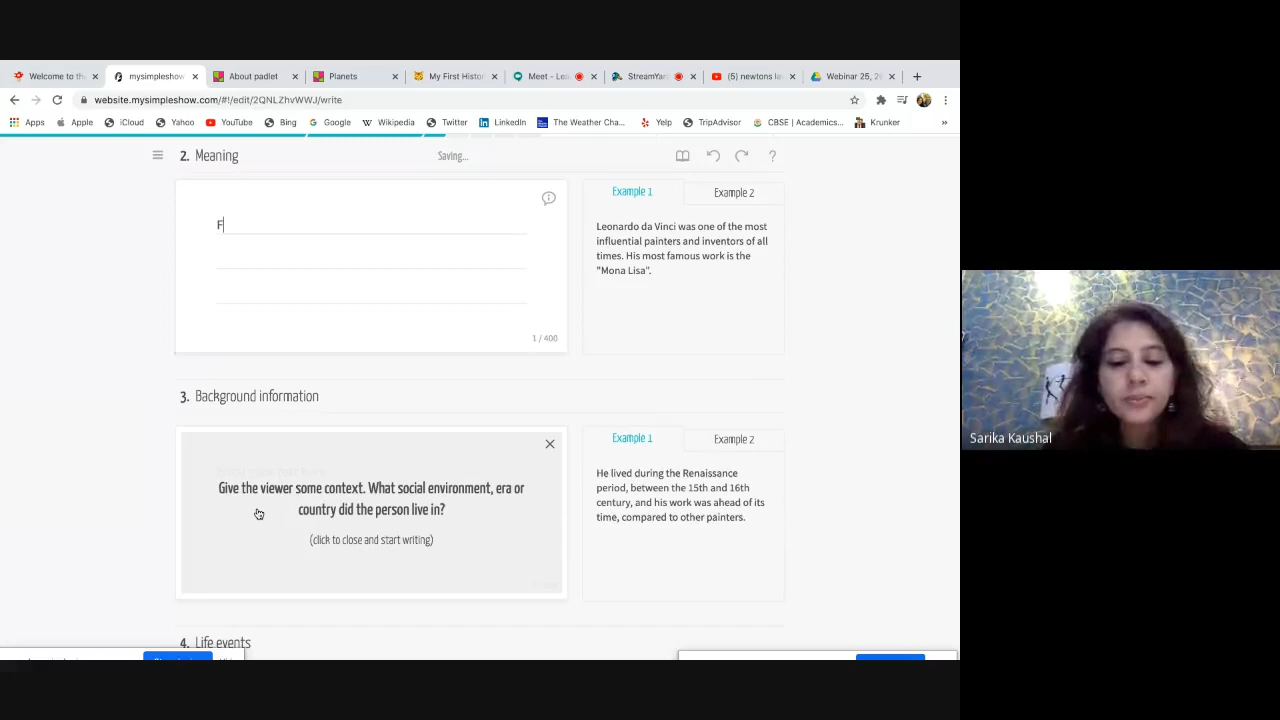 Welcome to the
mysimpleshow
About padlet
Planets
My First Histor
Meet - Lea
StreamYar
(5) newtons la
Webinar 25, 2
website.mysimpleshow.com/#!/edit/2QNLZhvWWJ/write
Apps
Apple
iCloud
Yahoo
YouTube
Bing
Google
Wikipedia
Twitter
LinkedIn
The Weather Cha...
Yelp
TripAdvisor
CBSE | Academics...
Krunker
»
2. Meaning
Saving...
Example 1
Example 2
F
Leonardo da Vinci was one of the most
influential painters and inventors of all
times. His most famous work is the
"Mona Lisa".
1 / 400
3. Background information
Example 1
Example 2
Give the viewer some context. What social environment, era or
country did the person live in?
(click to close and start writing)
He lived during the Renaissance
period, between the 15th and 16th
century, and his work was ahead of its
time, compared to other painters.
4. Life events
Sarika Kaushal